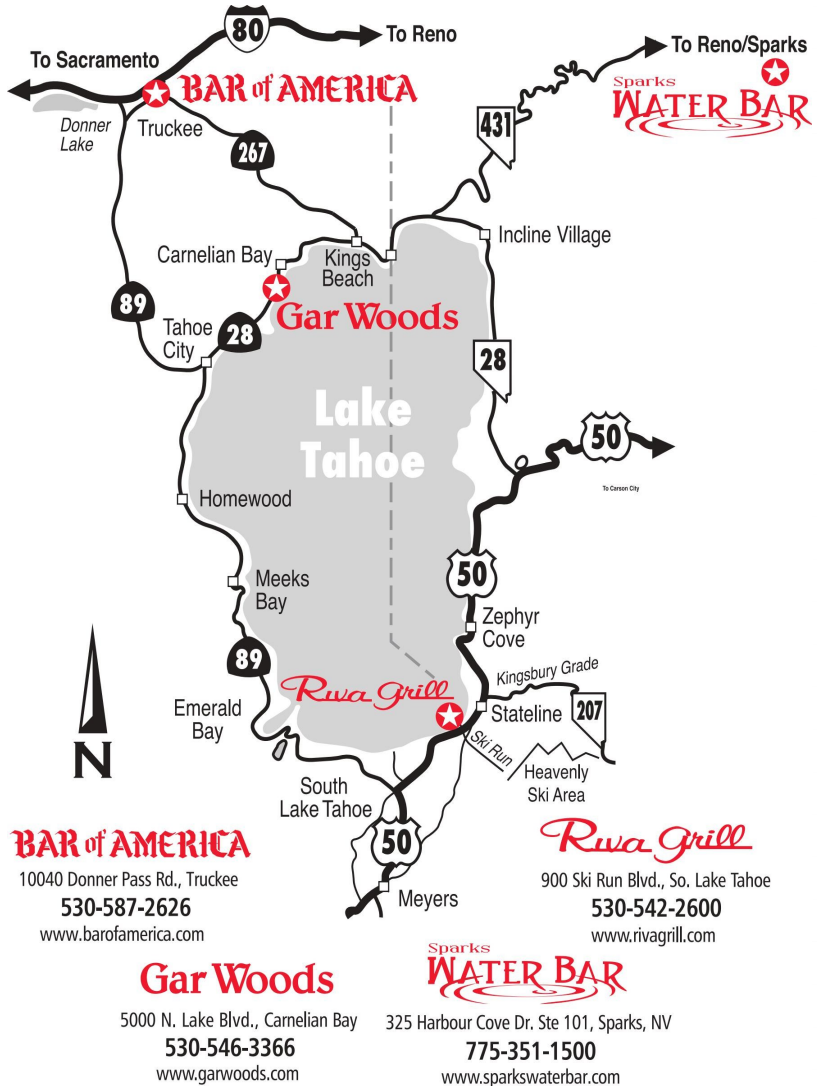 80
To Reno
To Sacramento
To Reno/Sparks
BAR of AMERICA
Sparks
WATER BAR
Donner
Lake
Truckee
431
267
Incline Village
Carnelian Bay
Kings
Beach
89
Gar Woods
Tahoe
City
28
28
Lake
Tahoe
50
To Carson City
Homewood
50
Meeks
Bay
Zephyr
Cove
89
Kingsbury Grade
Riva Grill
Emerald
Bay
Stateline
207
N
Ski Run
Heavenly
Ski Area
South
Lake Tahoe
50
Meyers
BAR of AMERICA
10040 Donner Pass Rd., Truckee
530-587-2626
www.barofamerica.com
Riva Grill
900 Ski Run Blvd., So. Lake Tahoe
530-542-2600
www.rivagrill.com
Gar Woods
5000 N. Lake Blvd., Carnelian Bay
530-546-3366
www.garwoods.com
Sparks
WATER BAR
325 Harbour Cove Dr. Ste 101, Sparks, NV
775-351-1500
www.sparkswaterbar.com